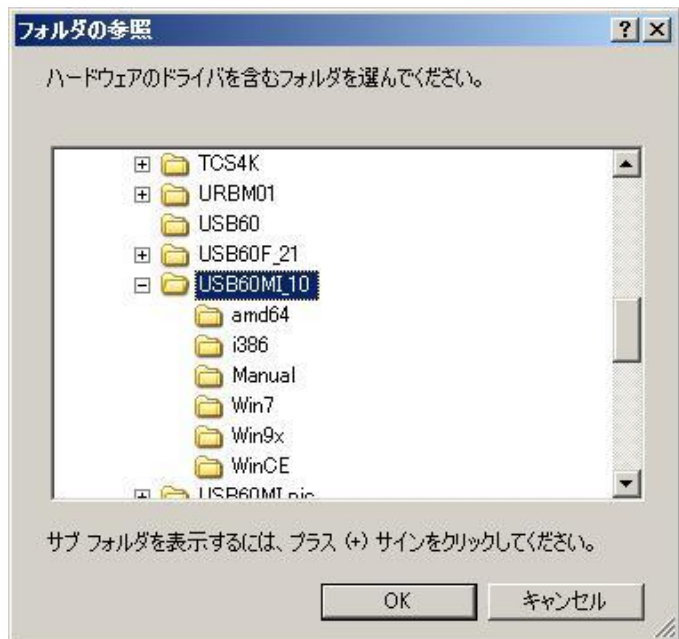 フォルダの参照
ハードウェアのドライバを含むフォルダを選んでください。
TCS4K
URBM01
USB60
USB60F_21
USB60MI_10
amd64
i386
Manual
Win7
Win9x
WinCE
サブ フォルダを表示するには、プラス (+) サインをクリックしてください。
OK キャンセル